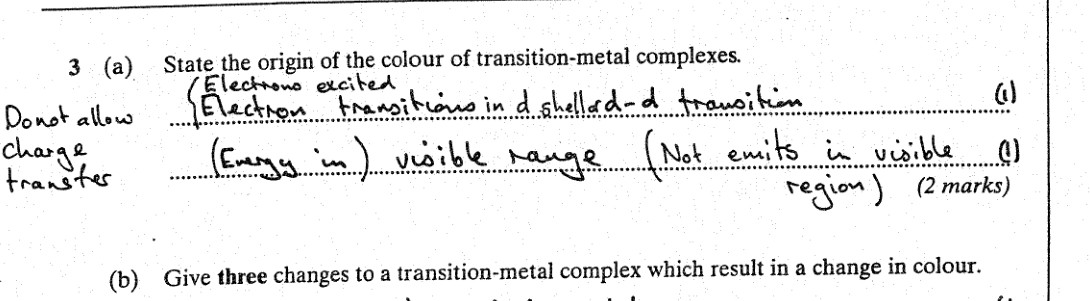 3 (a) State the origin of the colour of transition-metal complexes.
(Electrons excited
Electron transitions in d shell or d-d transition (1)
Do not allow
charge
transfer
(Energy in) visible range (Not emits in visible (1)
region) (2 marks)
(b) Give three changes to a transition-metal complex which result in a change in colour.